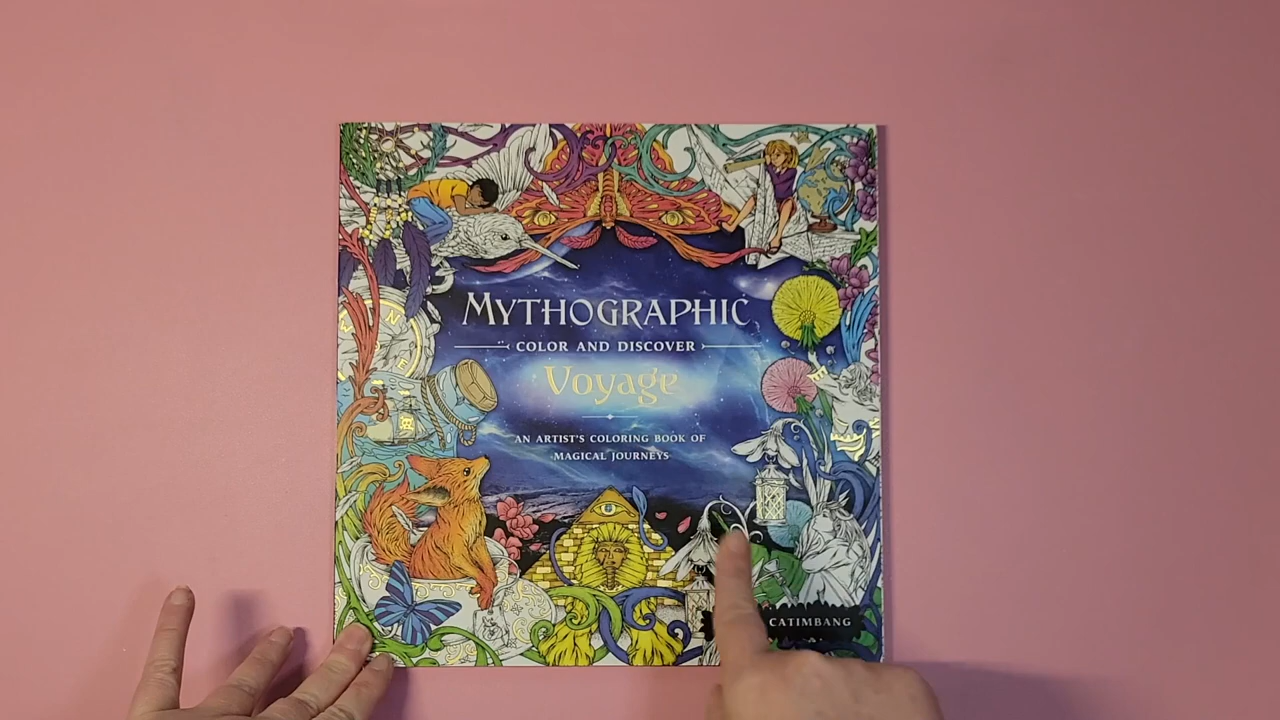 MYTHOGRAPHIC
COLOR AND DISCOVER
Voyage
AN ARTIST'S COLORING BOOK OF
MAGICAL JOURNEYS
CATIMBANG
N
E